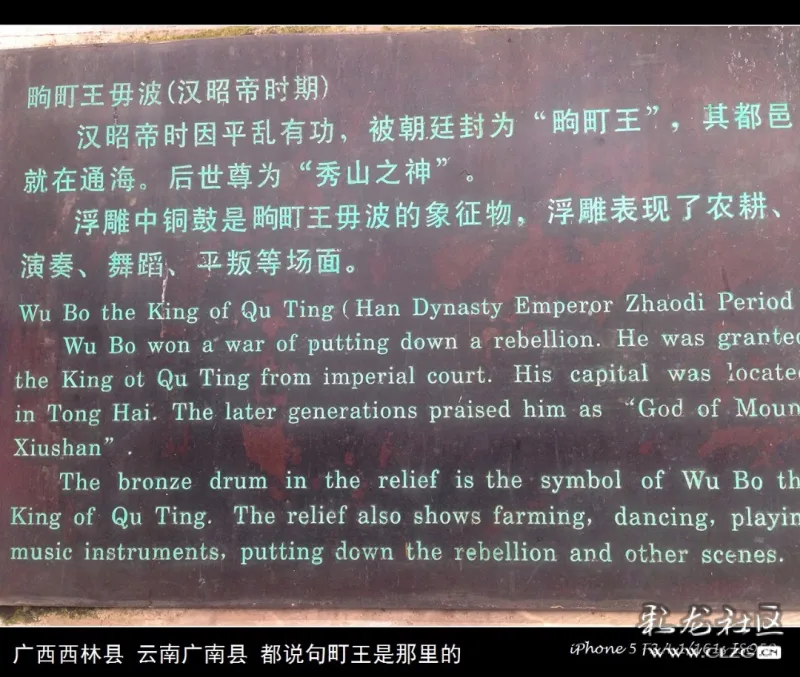 畇町王毋波(汉昭帝时期)
汉昭帝时因平乱有功，被朝廷封为“畇町王”，其都邑
就在通海。后世尊为“秀山之神”。
浮雕中铜鼓是畇町王毋波的象征物，浮雕表现了农耕、
演奏、舞蹈、平叛等场面。
Wu Bo the King of Qu Ting ( Han Dynasty Emperor Zhaodi Period
Wu Bo won a war of putting down a rebellion. He was granted
the King ot Qu Ting from imperial court. His capital was locate
in Tong Hai. The later generations praised him as “God of Moun
Xiushan” .
The bronze drum in the relief is the symbol of Wu Bo th
King of Qu Ting. The relief also shows farming, dancing, playin
music instruments, putting down the rebellion and other scenes.
广西西林县 云南广南县 都说句町王是那里的
龙社区
iPhone 5
www.CLZG.CN